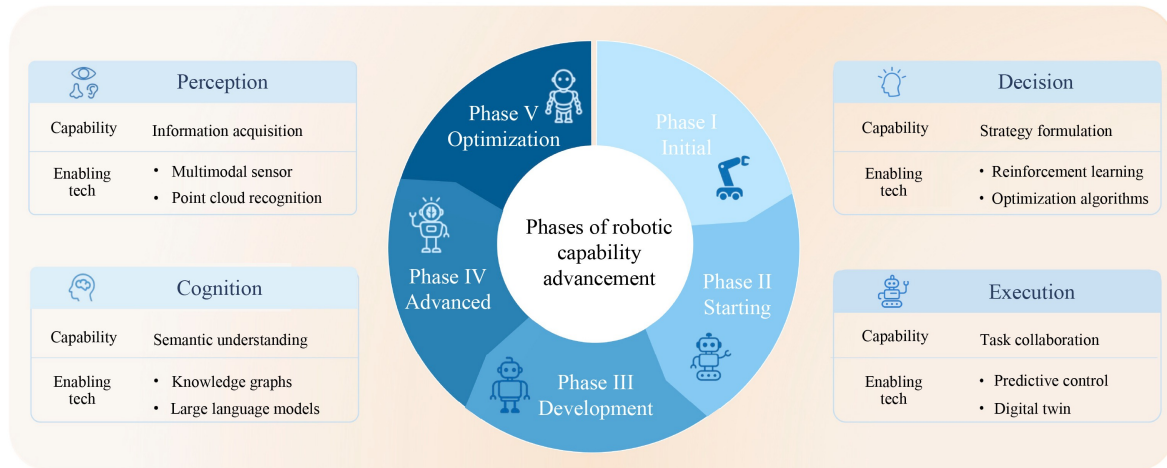 Perception
Capability Information acquisition
Enabling tech
• Multimodal sensor
• Point cloud recognition
Cognition
Capability Semantic understanding
Enabling tech
• Knowledge graphs
• Large language models
Phases of robotic
capability
advancement
Phase I
Initial
Phase II
Starting
Phase III
Development
Phase IV
Advanced
Phase V
Optimization
Decision
Capability Strategy formulation
Enabling tech
• Reinforcement learning
• Optimization algorithms
Execution
Capability Task collaboration
Enabling tech
• Predictive control
• Digital twin